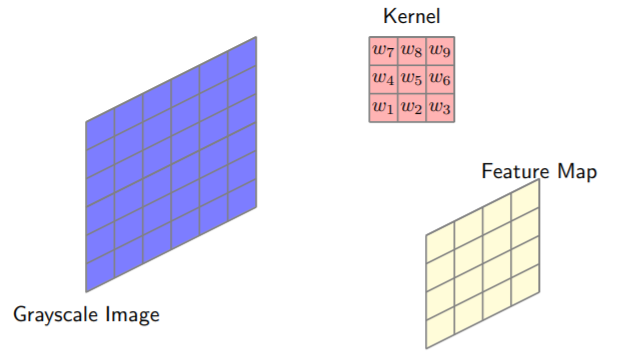 Kernel
w₇ w₈ w₉
w₄ w₅ w₆
w₁ w₂ w₃
Feature Map
Grayscale Image